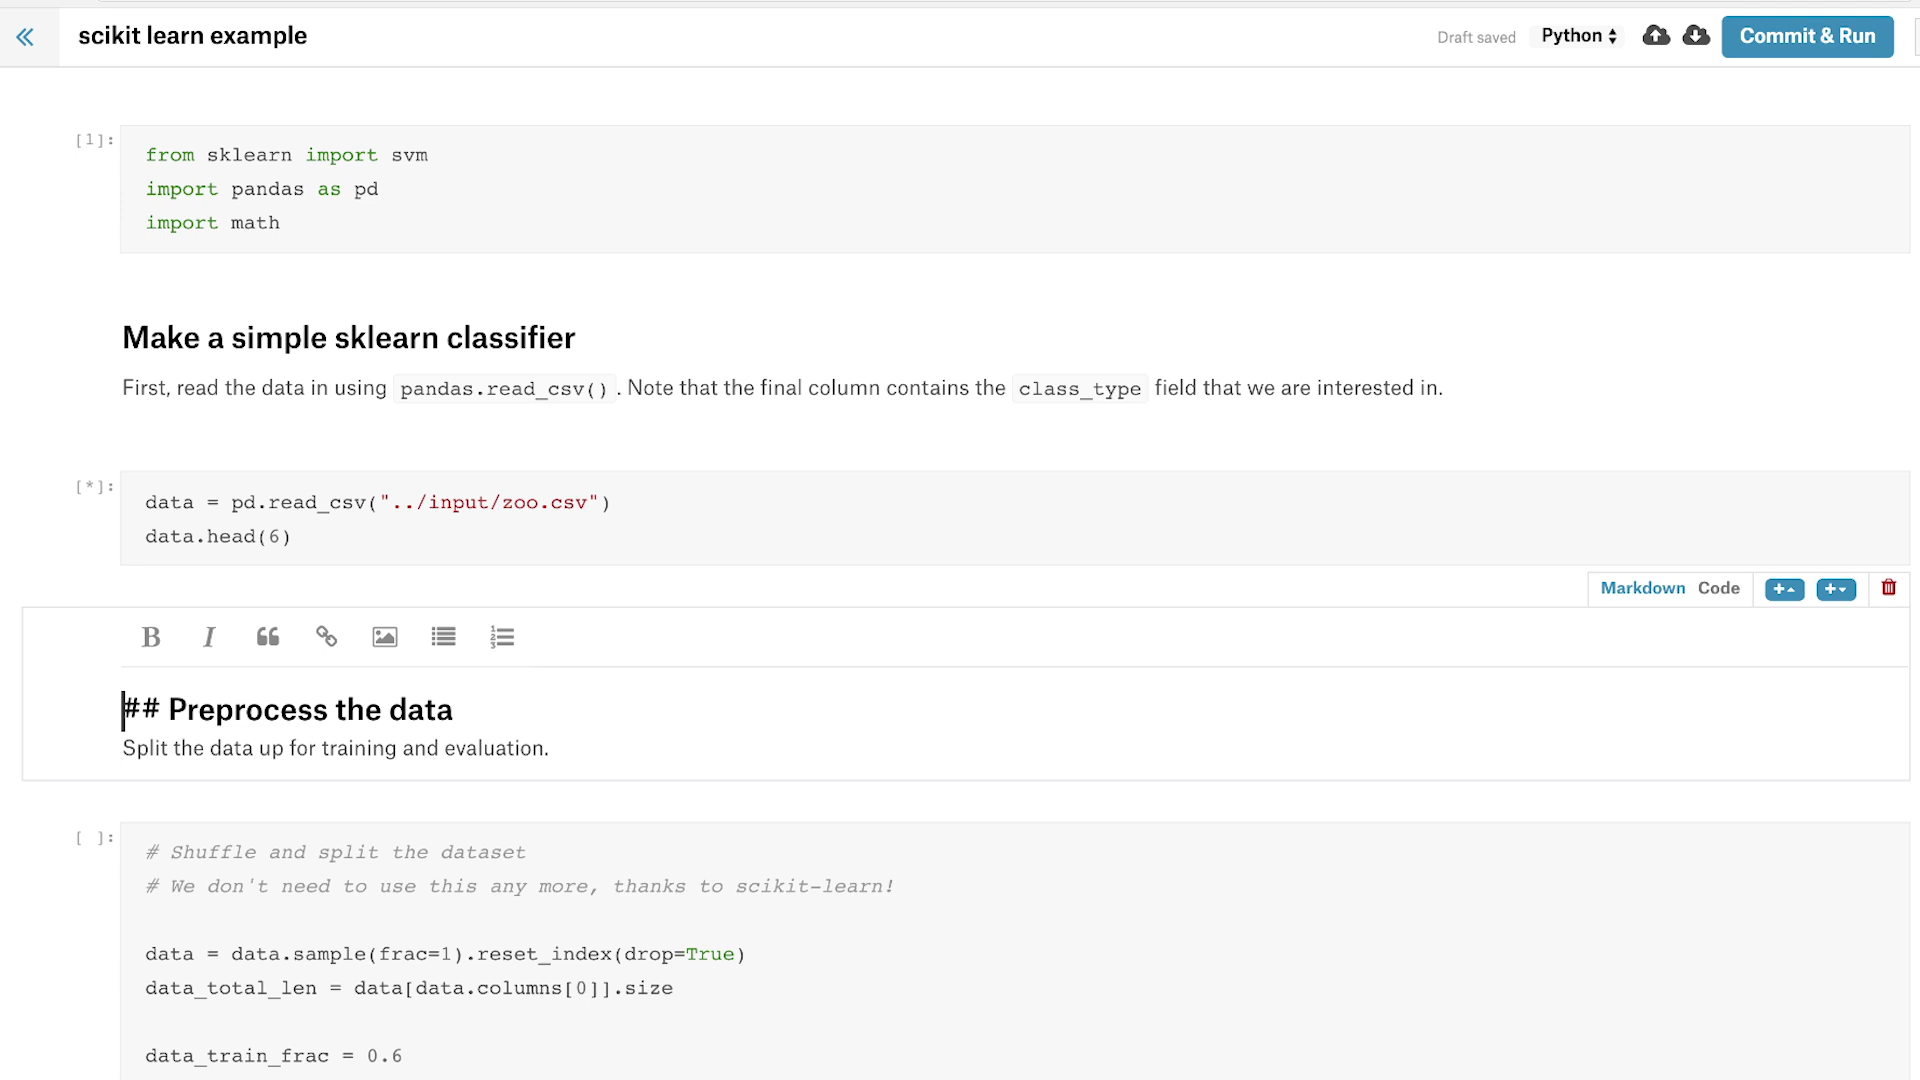 scikit learn example
Draft saved
Python
Commit & Run
[1]:
from sklearn import svm
import pandas as pd
import math
Make a simple sklearn classifier
First, read the data in using pandas.read_csv(). Note that the final column contains the class_type field that we are interested in.
[*]:
data = pd.read_csv("../input/zoo.csv")
data.head(6)
Markdown Code
B I
## Preprocess the data
Split the data up for training and evaluation.
[ ]:
# Shuffle and split the dataset
# We don't need to use this any more, thanks to scikit-learn!
data = data.sample(frac=1).reset_index(drop=True)
data_total_len = data[data.columns[0]].size
data_train_frac = 0.6